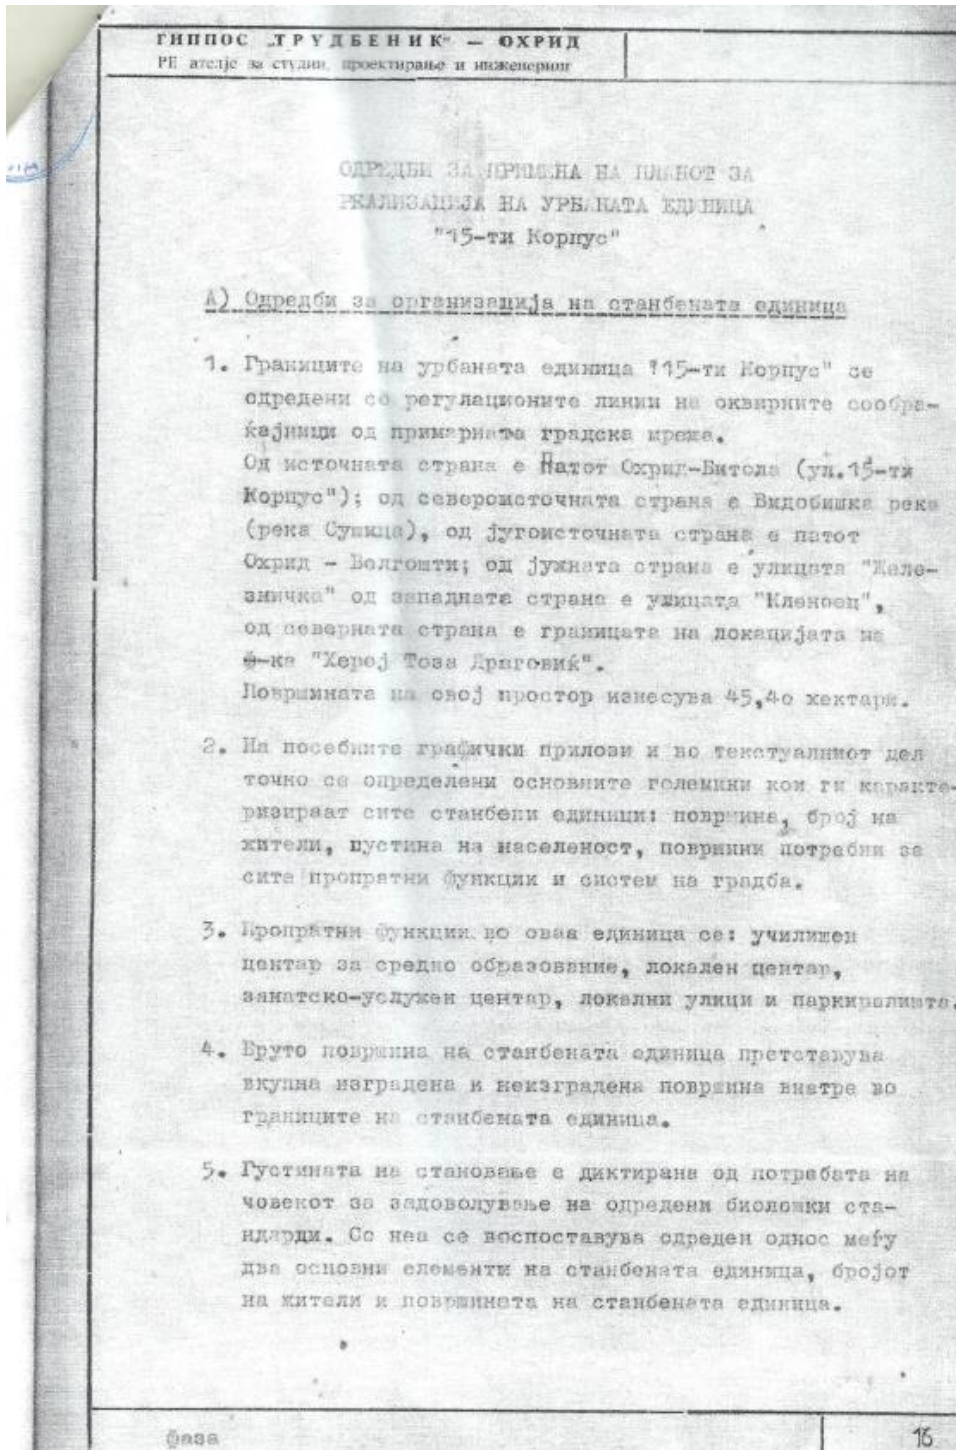 ГИППОС „ТРУДБЕНИК“ — ОХРИД
РЕ ателје за студии, проектирање и инженеринг
ОДРЕДБИ ЗА ПРИМЕНА НА ПЛАНОТ ЗА
РЕАЛИЗАЦИЈА НА УРБАНАТА ЕДИНИЦА
"15-ти Корпус"
А) Одредби за организација на станбената единица
1. Границите на урбаната единица "15-ти Корпус" се
одредени со регулационите линии на оквирните сообра-
ќајници од примарната градска мрежа.
Од источната страна е Патот Охрид-Битола (ул.15-ти
Корпус"); од североисточната страна е Видобишка река
(река Сушица), од југоисточната страна е патот
Охрид - Велгошти; од јужната страна е улицата "Желе-
зничка" од западната страна е улицата "Кленоец",
од северната страна е границата на локацијата на
ф-ка "Херој Тоза Драговиќ".
Површината на овој простор изнесува 45,4о хектари.
2. На посебните графички прилози и во текстуалниот дел
точно се определени основните големини кои ги каракте-
ризираат сите станбени единици: површина, број на
жители, густина на населеност, површини потребни за
сите пропратни функции и систем на градба.
3. Пропратни функции во оваа единица се: училишен
центар за средно образование, локален центар,
занатско-услужен центар, локални улици и паркиралишта.
4. Бруто површина на станбената единица претставува
вкупна изградена и неизградена површина внатре во
границите на станбената единица.
5. Густината на становање е диктирана од потребата на
човекот за задоволување на одредени биолошки ста-
ндарди. Со неа се воспоставува одреден однос меѓу
два основни елементи на станбената единица, бројот
на жители и површината на станбената единица.
фаза
16